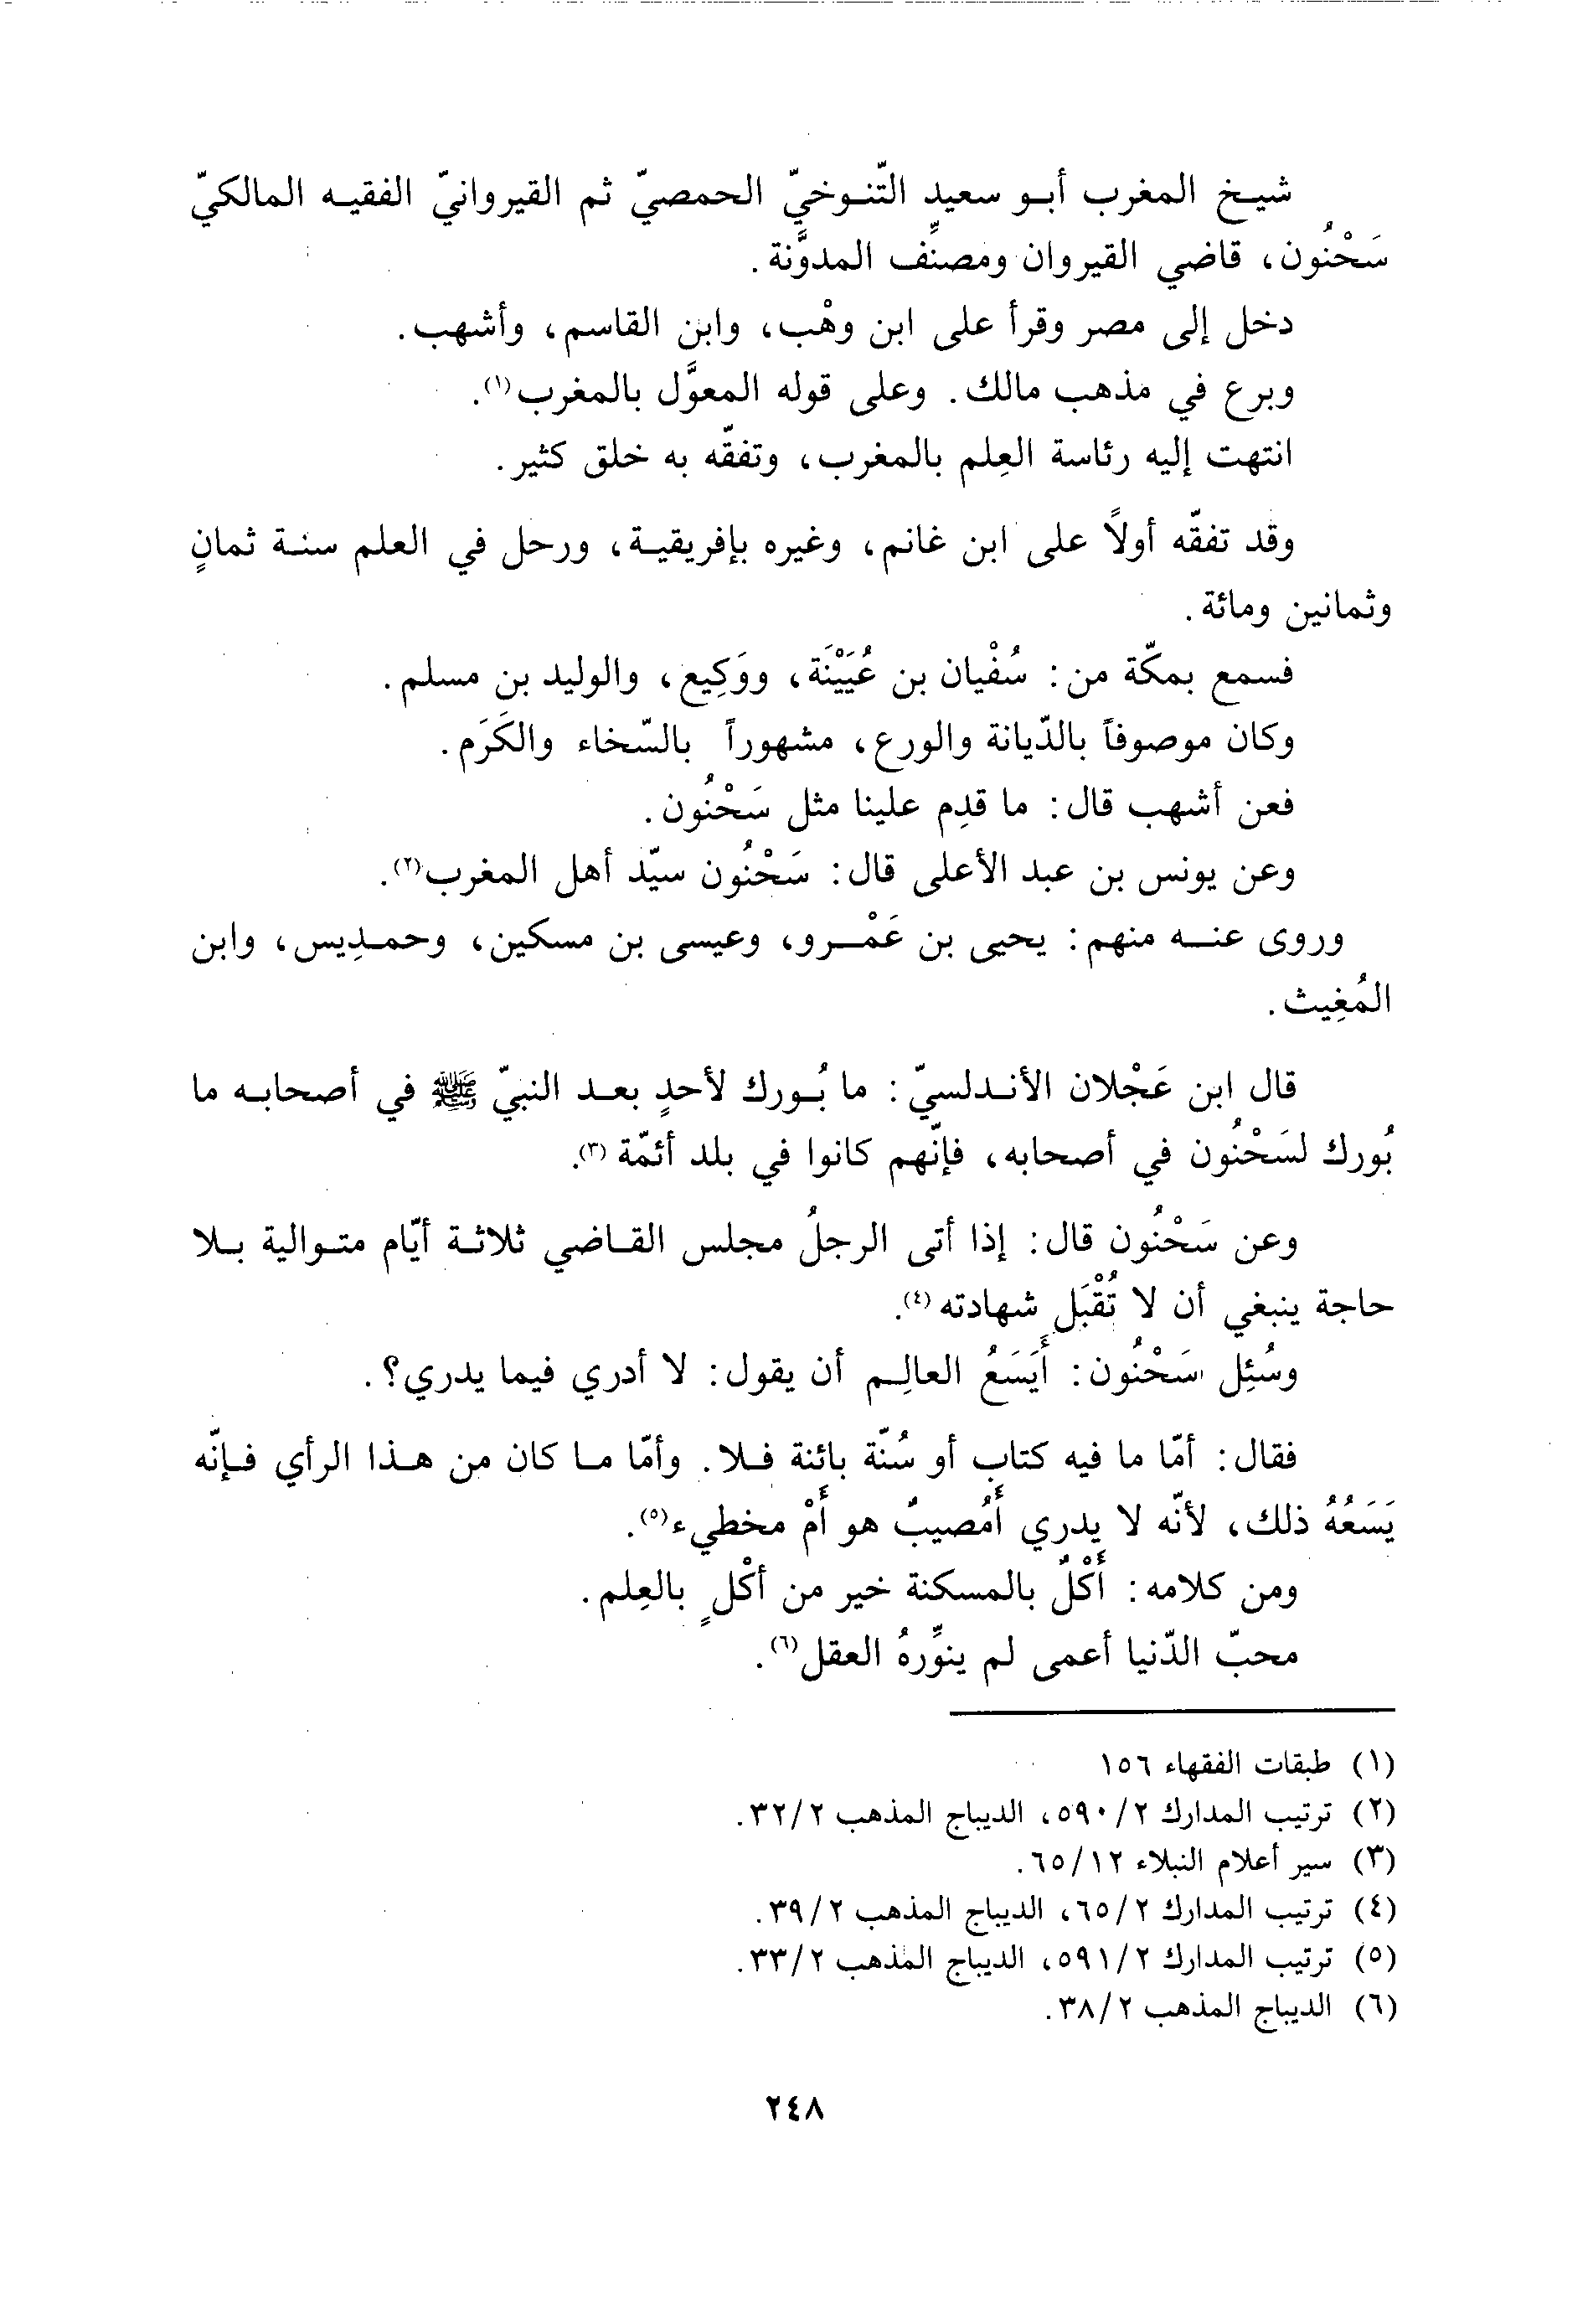 شيخ المغرب أبو سعيد التّنوخيّ الحمصيّ ثم القيروانيّ الفقيه المالكيّ
سَحْنُون، قاضي القيروان ومصنِّف المدوَّنة.
دخل إلى مصر وقرأ على ابن وهْب، وابن القاسم، وأشهب.
وبرع في مذهب مالك. وعلى قوله المعوَّل بالمغرب(١).
انتهت إليه رئاسة العِلم بالمغرب، وتفقّه به خلق كثير.
وقد تفقّه أولاً على ابن غانم، وغيره بإفريقية، ورحل في العلم سنة ثمانٍ
وثمانين ومائة.
فسمع بمكّة من: سُفْيان بن عُيَيْنَة، ووَكِيع، والوليد بن مسلم.
وكان موصوفاً بالدّيانة والورع، مشهوراً بالسّخاء والكَرَم.
فعن أشهب قال: ما قدِم علينا مثل سَحْنُون.
وعن يونس بن عبد الأعلى قال: سَحْنُون سيّد أهل المغرب(٢).
وروى عنه منهم: يحيى بن عَمْرو، وعيسى بن مسكين، وحمدِيس، وابن
المُغِيث.
قال ابن عَجْلان الأندلسيّ: ما بُورك لأحدٍ بعد النبيّ ﷺ في أصحابه ما
بُورك لسَحْنُون في أصحابه، فإنّهم كانوا في بلد أئمّة(٣).
وعن سَحْنُون قال: إذا أتى الرجلُ مجلس القاضي ثلاثة أيّام متوالية بلا
حاجة ينبغي أن لا تُقْبَل شهادته(٤).
وسُئِل سَحْنُون: أَيَسَعُ العالِم أن يقول: لا أدري فيما يدري؟.
فقال: أمّا ما فيه كتاب أو سُنّة بائنة فلا. وأمّا ما كان من هذا الرأي فإنّه
يَسَعُهُ ذلك، لأنّه لا يدري أَمُصيبٌ هو أَمْ مخطيء(٥).
ومن كلامه: أَكْلٌ بالمسكنة خير من أكْلٍ بالعِلم.
محبّ الدّنيا أعمى لم ينوِّرهُ العقل(٦).
(١) طبقات الفقهاء ١٥٦
(٢) ترتيب المدارك ٥٩٠/٢، الديباج المذهب ٣٢/٢.
(٣) سير أعلام النبلاء ٦٥/١٢.
(٤) ترتيب المدارك ٦٥/٢، الديباج المذهب ٣٩/٢.
(٥) ترتيب المدارك ٥٩١/٢، الديباج المذهب ٣٣/٢.
(٦) الديباج المذهب ٣٨/٢.
٢٤٨